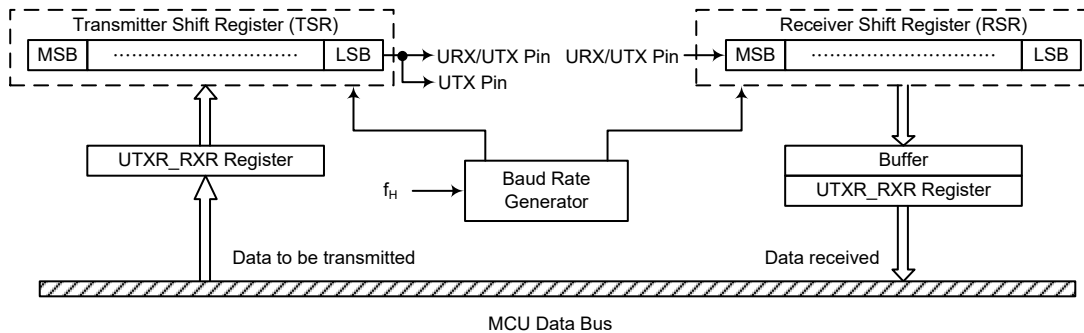 Transmitter Shift Register (TSR)
MSB ………………………… LSB
URX/UTX Pin
UTX Pin
Receiver Shift Register (RSR)
URX/UTX Pin
MSB ………………………… LSB
UTXR_RXR Register
fH
Baud Rate
Generator
Buffer
UTXR_RXR Register
Data to be transmitted
Data received
MCU Data Bus